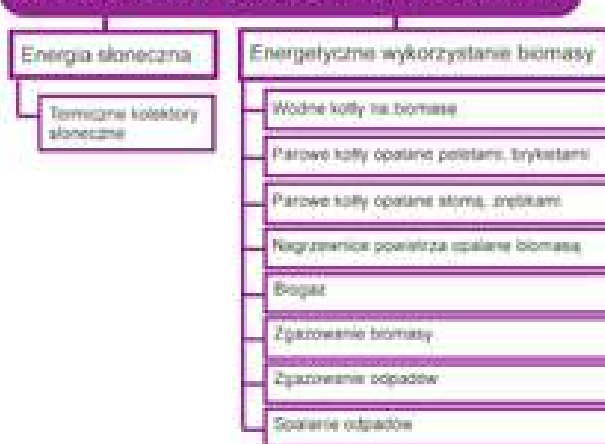 Energia słoneczna
Termiczne kolektory
słoneczne
Energetyczne wykorzystanie biomasy
Wodne kotły na biomasę
Parowe kotły opalane peletami, brykietami
Parowe kotły opalane słomą, zrębkami
Nagrzewnice powietrza opalane biomasą
Biogaz
Zgazowanie biomasy
Zgazowanie odpadów
Spalanie odpadów